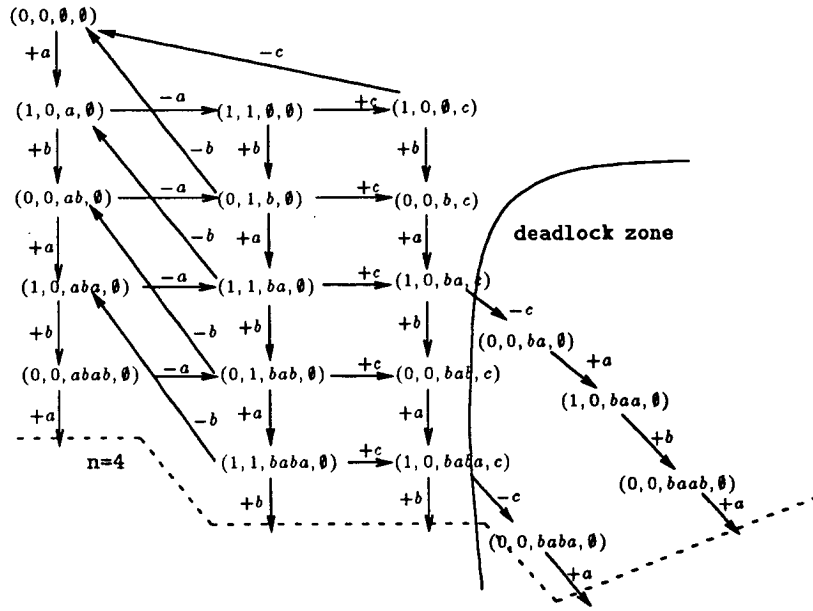 (0, 0, ∅, ∅)
+a
−c
(1, 0, a, ∅)
−a
(1, 1, ∅, ∅)
+c
(1, 0, ∅, c)
+b
−b
+b
+b
(0, 0, ab, ∅)
−a
(0, 1, b, ∅)
+c
(0, 0, b, c)
deadlock zone
+a
−b
+a
+a
(1, 0, aba, ∅)
−a
(1, 1, ba, ∅)
+c
(1, 0, ba, c)
−c
+b
−b
+b
+b
(0, 0, ba, ∅)
+a
(0, 0, abab, ∅)
−a
(0, 1, bab, ∅)
+c
(0, 0, bab, c)
(1, 0, baa, ∅)
+a
−b
+a
+a
+b
n=4
(1, 1, baba, ∅)
+c
(1, 0, baba, c)
(0, 0, baab, ∅)
+b
+b
−c
+a
(0, 0, baba, ∅)
+a